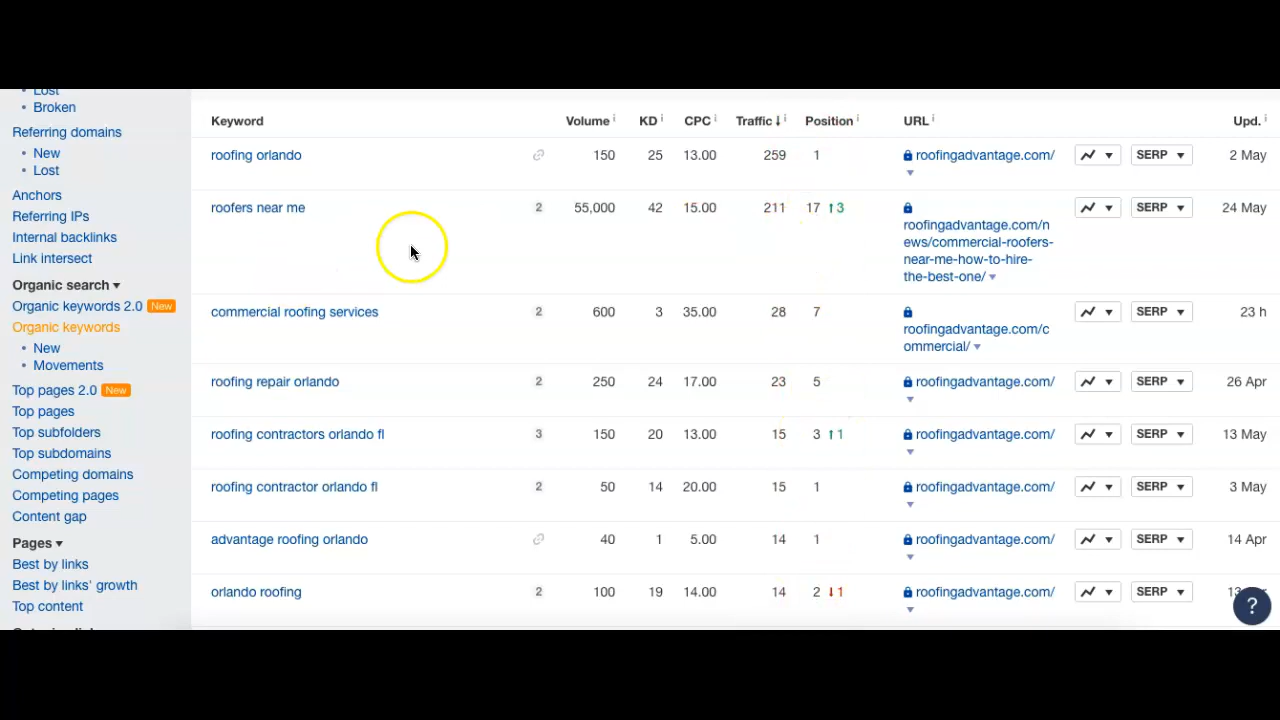 Lost
Broken
Referring domains
New
Lost
Anchors
Referring IPs
Internal backlinks
Link intersect
Organic search
Organic keywords 2.0 New
Organic keywords
New
Movements
Top pages 2.0 New
Top pages
Top subfolders
Top subdomains
Competing domains
Competing pages
Content gap
Pages
Best by links
Best by links' growth
Top content
Keyword Volume i KD i CPC i Traffic i Position i URL i Upd. i
roofing orlando 150 25 13.00 259 1 roofingadvantage.com/ SERP 2 May
roofers near me 2 55,000 42 15.00 211 17 ↑3 SERP 24 May
roofingadvantage.com/n
ews/commercial-roofers-
near-me-how-to-hire-
the-best-one/
commercial roofing services 2 600 3 35.00 28 7 SERP 23 h
roofingadvantage.com/c
ommercial/
roofing repair orlando 2 250 24 17.00 23 5 roofingadvantage.com/ SERP 26 Apr
roofing contractors orlando fl 3 150 20 13.00 15 3 ↑1 roofingadvantage.com/ SERP 13 May
roofing contractor orlando fl 2 50 14 20.00 15 1 roofingadvantage.com/ SERP 3 May
advantage roofing orlando 40 1 5.00 14 1 roofingadvantage.com/ SERP 14 Apr
orlando roofing 2 100 19 14.00 14 2 ↓1 roofingadvantage.com/ SERP
?